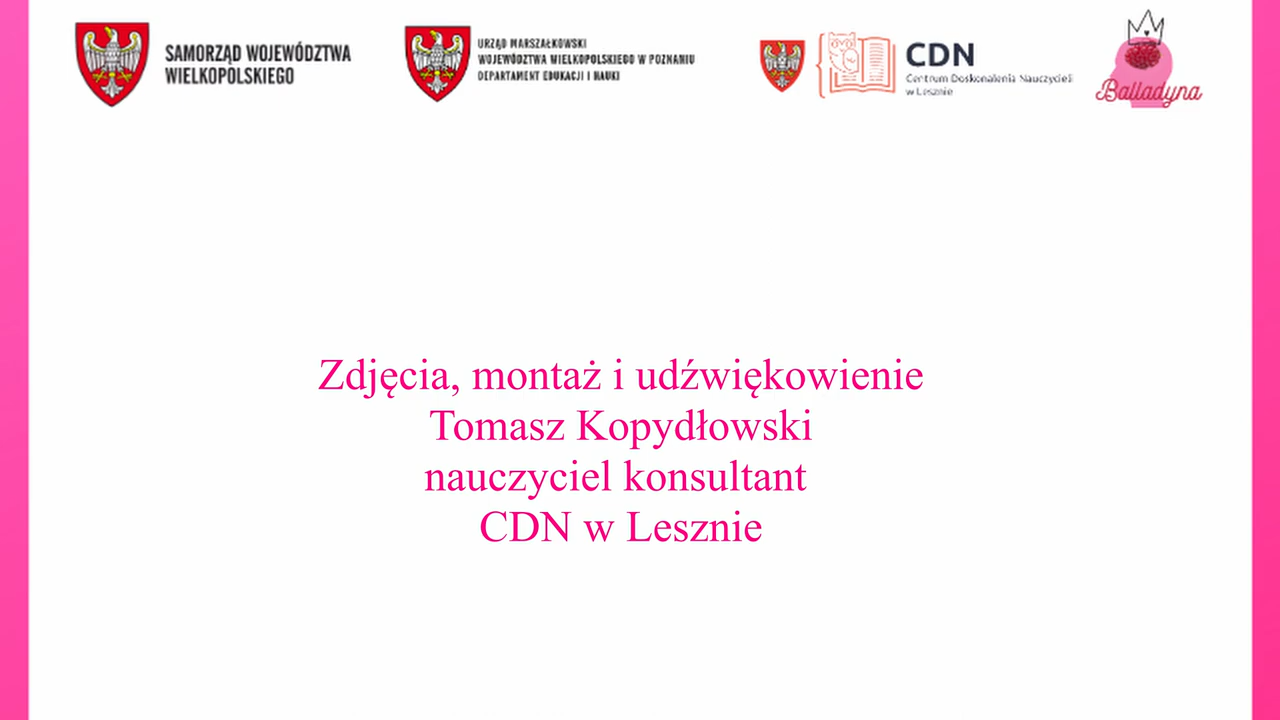 SAMORZĄD WOJEWÓDZTWA
WIELKOPOLSKIEGO
URZĄD MARSZAŁKOWSKI
WOJEWÓDZTWA WIELKOPOLSKIEGO W POZNANIU
DEPARTAMENT EDUKACJI I NAUKI
CDN
Centrum Doskonalenia Nauczycieli
w Lesznie
Balladyna
Zdjęcia, montaż i udźwiękowienie
Tomasz Kopydłowski
nauczyciel konsultant
CDN w Lesznie